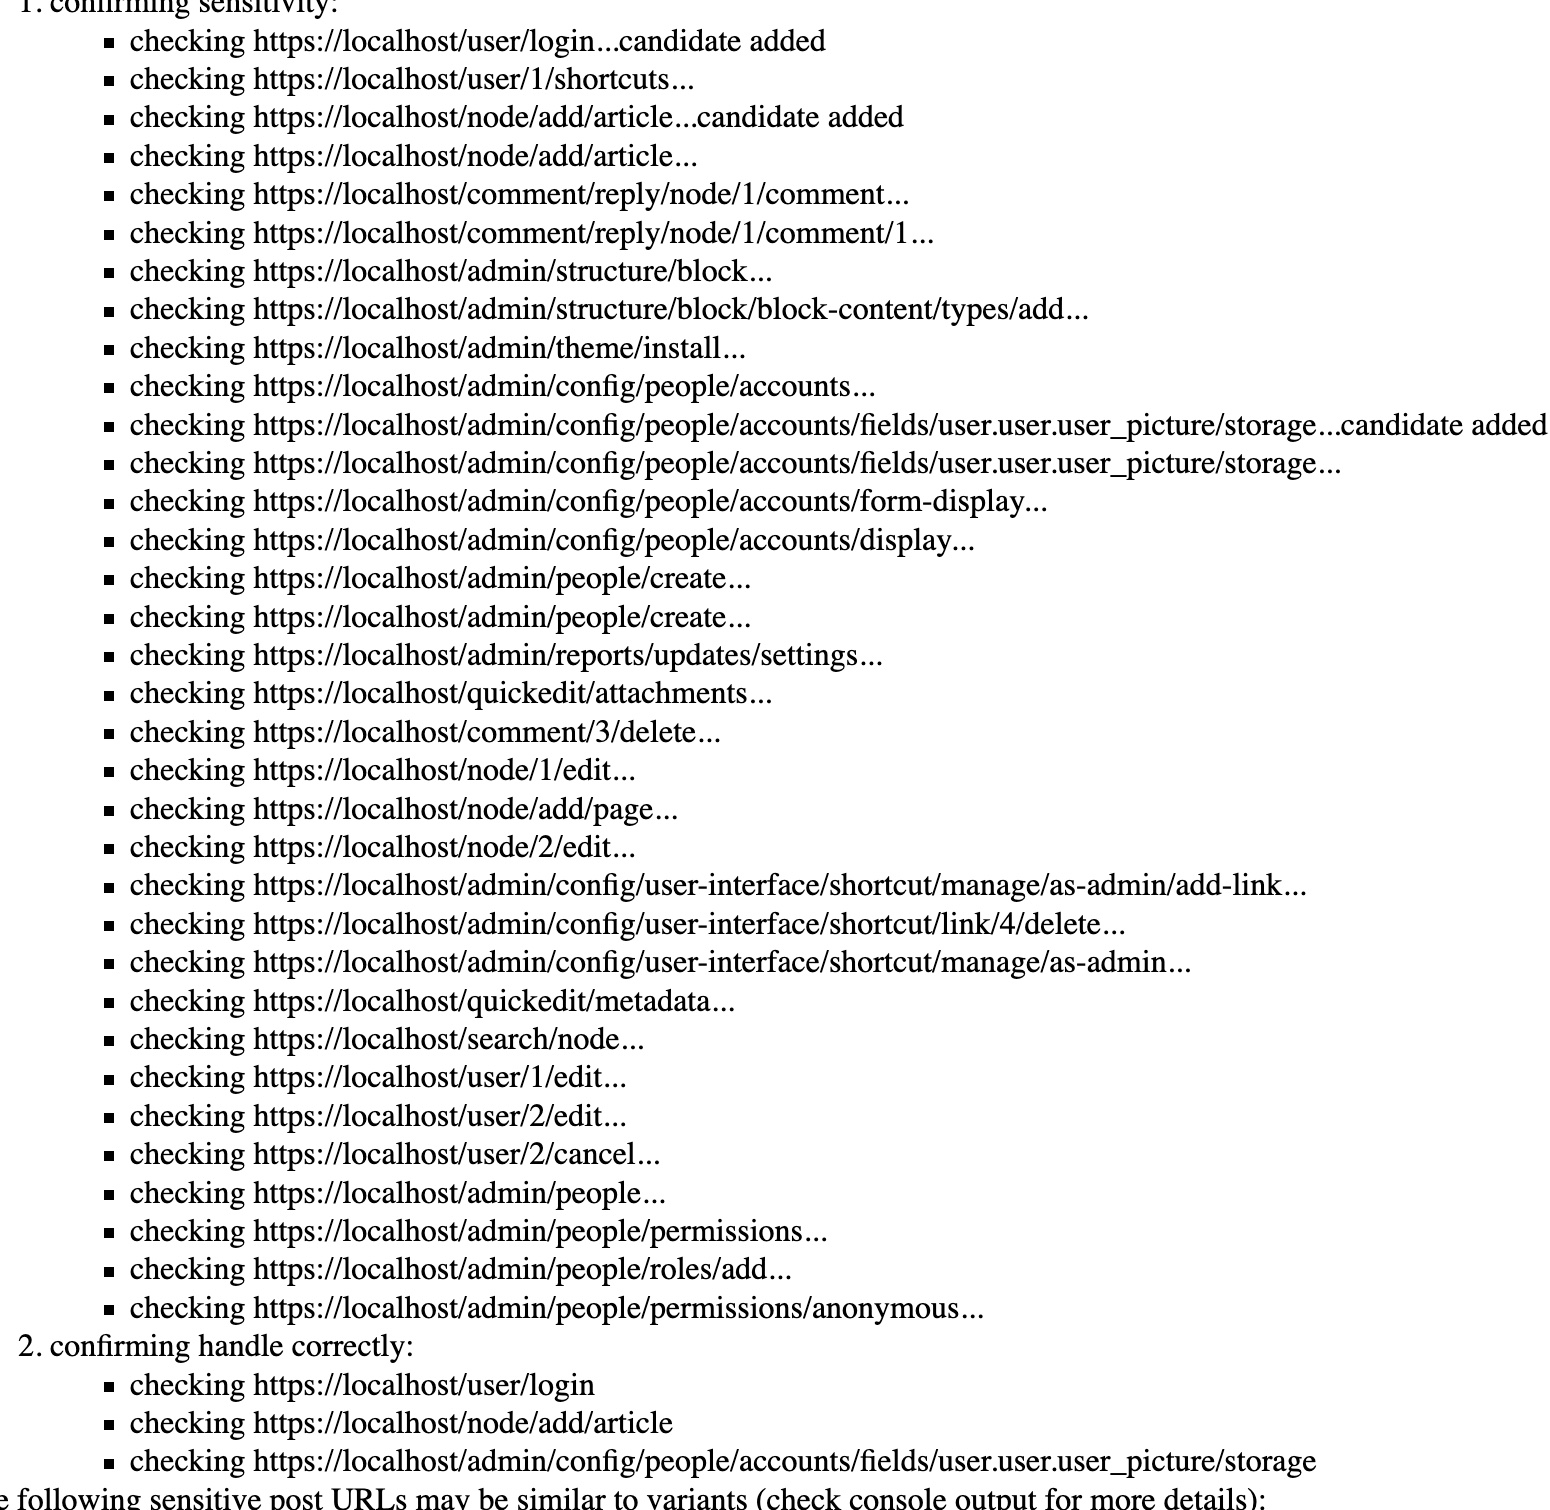 1. confirming sensitivity:
▪ checking https://localhost/user/login...candidate added
▪ checking https://localhost/user/1/shortcuts...
▪ checking https://localhost/node/add/article...candidate added
▪ checking https://localhost/node/add/article...
▪ checking https://localhost/comment/reply/node/1/comment...
▪ checking https://localhost/comment/reply/node/1/comment/1...
▪ checking https://localhost/admin/structure/block...
▪ checking https://localhost/admin/structure/block/block-content/types/add...
▪ checking https://localhost/admin/theme/install...
▪ checking https://localhost/admin/config/people/accounts...
▪ checking https://localhost/admin/config/people/accounts/fields/user.user.user_picture/storage...candidate added
▪ checking https://localhost/admin/config/people/accounts/fields/user.user.user_picture/storage...
▪ checking https://localhost/admin/config/people/accounts/form-display...
▪ checking https://localhost/admin/config/people/accounts/display...
▪ checking https://localhost/admin/people/create...
▪ checking https://localhost/admin/people/create...
▪ checking https://localhost/admin/reports/updates/settings...
▪ checking https://localhost/quickedit/attachments...
▪ checking https://localhost/comment/3/delete...
▪ checking https://localhost/node/1/edit...
▪ checking https://localhost/node/add/page...
▪ checking https://localhost/node/2/edit...
▪ checking https://localhost/admin/config/user-interface/shortcut/manage/as-admin/add-link...
▪ checking https://localhost/admin/config/user-interface/shortcut/link/4/delete...
▪ checking https://localhost/admin/config/user-interface/shortcut/manage/as-admin...
▪ checking https://localhost/quickedit/metadata...
▪ checking https://localhost/search/node...
▪ checking https://localhost/user/1/edit...
▪ checking https://localhost/user/2/edit...
▪ checking https://localhost/user/2/cancel...
▪ checking https://localhost/admin/people...
▪ checking https://localhost/admin/people/permissions...
▪ checking https://localhost/admin/people/roles/add...
▪ checking https://localhost/admin/people/permissions/anonymous...
2. confirming handle correctly:
▪ checking https://localhost/user/login
▪ checking https://localhost/node/add/article
▪ checking https://localhost/admin/config/people/accounts/fields/user.user.user_picture/storage
e following sensitive post URLs may be similar to variants (check console output for more details):